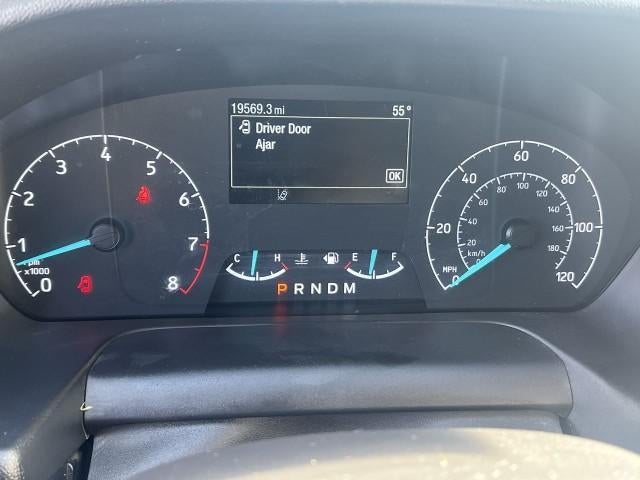 19569.3 mi 55°
Driver Door
Ajar
OK
0 1 2 3 4 5 6 7 8
rpm
x1000
C H E F
P R N D M
0 20 40 60 80 100 120
MPH
0 20 40 60 80 100 120 140 160 180
km/h